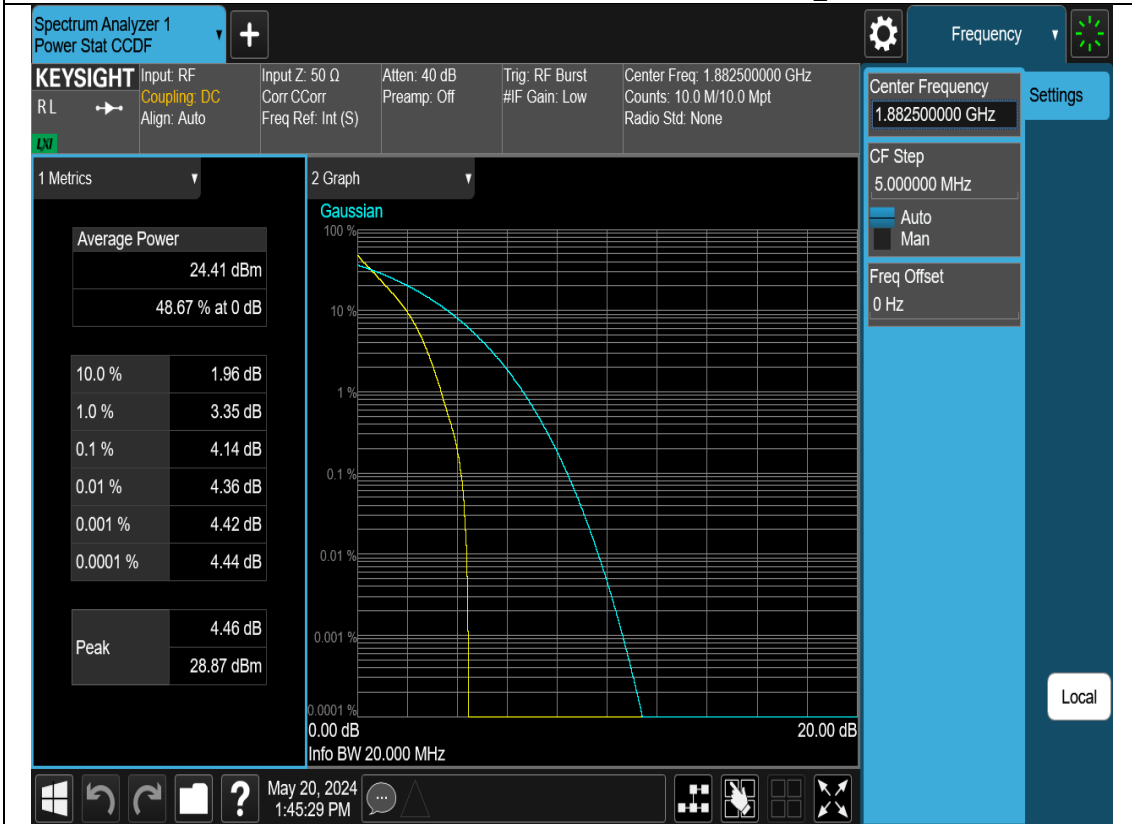 Spectrum Analyzer 1
Power Stat CCDF
Frequency
KEYSIGHT
RL
LXI
Input: RF
Coupling: DC
Align: Auto
Input Z: 50 Ω
Corr CCorr
Freq Ref: Int (S)
Atten: 40 dB
Preamp: Off
Trig: RF Burst
#IF Gain: Low
Center Freq: 1.882500000 GHz
Counts: 10.0 M/10.0 Mpt
Radio Std: None
Center Frequency
1.882500000 GHz
Settings
CF Step
5.000000 MHz
Auto
Man
Freq Offset
0 Hz
Local
1 Metrics
Average Power
24.41 dBm
48.67 % at 0 dB
10.0 % 1.96 dB
1.0 % 3.35 dB
0.1 % 4.14 dB
0.01 % 4.36 dB
0.001 % 4.42 dB
0.0001 % 4.44 dB
Peak 4.46 dB
28.87 dBm
2 Graph
Gaussian
100 %
10 %
1 %
0.1 %
0.01 %
0.001 %
0.0001 %
0.00 dB 20.00 dB
Info BW 20.000 MHz
?
May 20, 2024
1:45:29 PM